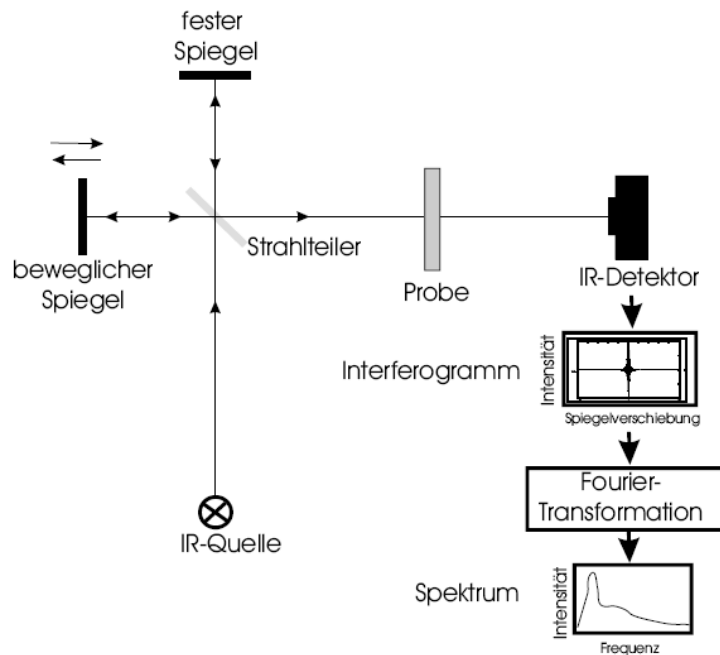 fester
Spiegel
beweglicher
Spiegel
Strahlteiler
Probe
IR-Detektor
Interferogramm
Intensität
Spiegelverschiebung
Fourier-
Transformation
IR-Quelle
Spektrum
Intensität
Frequenz